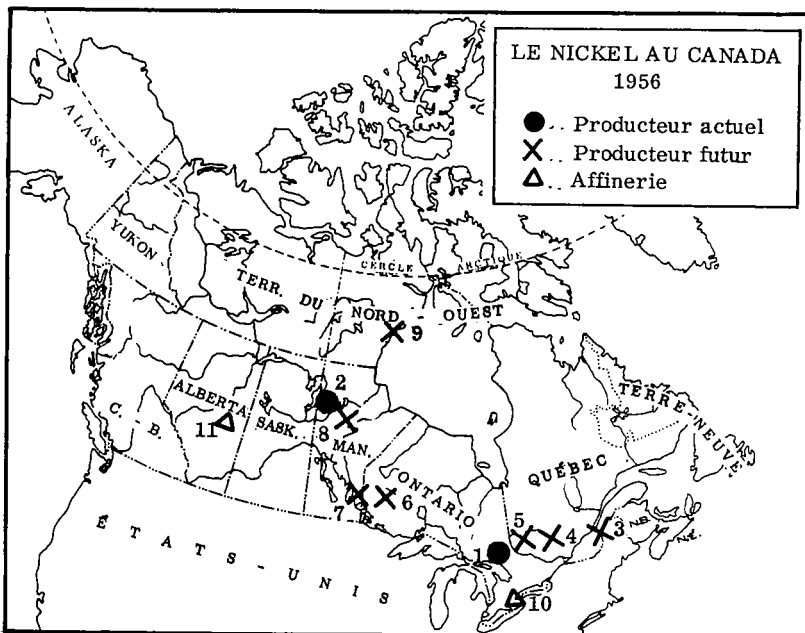 LE NICKEL AU CANADA
1956
.. Producteur actuel
.. Producteur futur
.. Affinerie
ALASKA
YUKON
CERCLE ARCTIQUE
TERR. DU
NORD - OUEST
9
2
TERRE-NEUVE
ALBERTA
SASK.
C. - B.
11
8
MAN.
QUÉBEC
ONTARIO
7
6
5
4
3
N.B.
N.É.
1
ÉTATS-UNIS
10